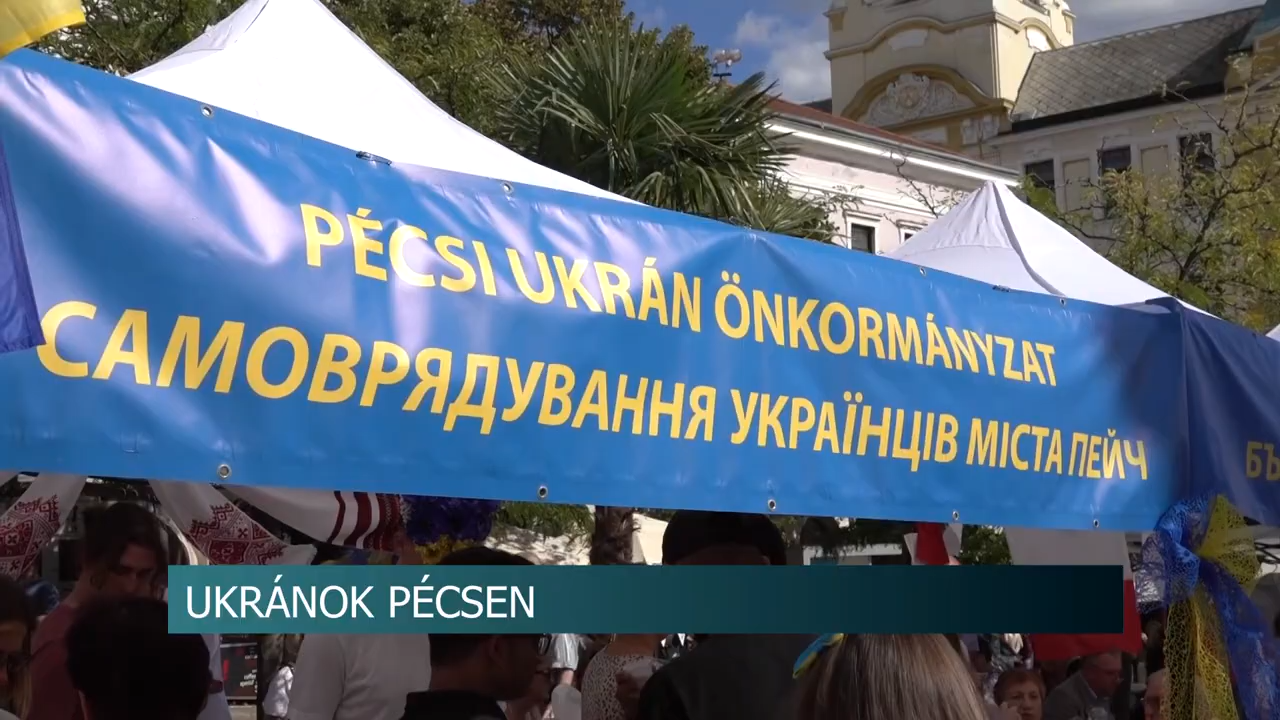 PÉCSI UKRÁN ÖNKORMÁNYZAT
САМОВРЯДУВАННЯ УКРАЇНЦІВ МІСТА ПЕЙЧ
UKRÁNOK PÉCSEN